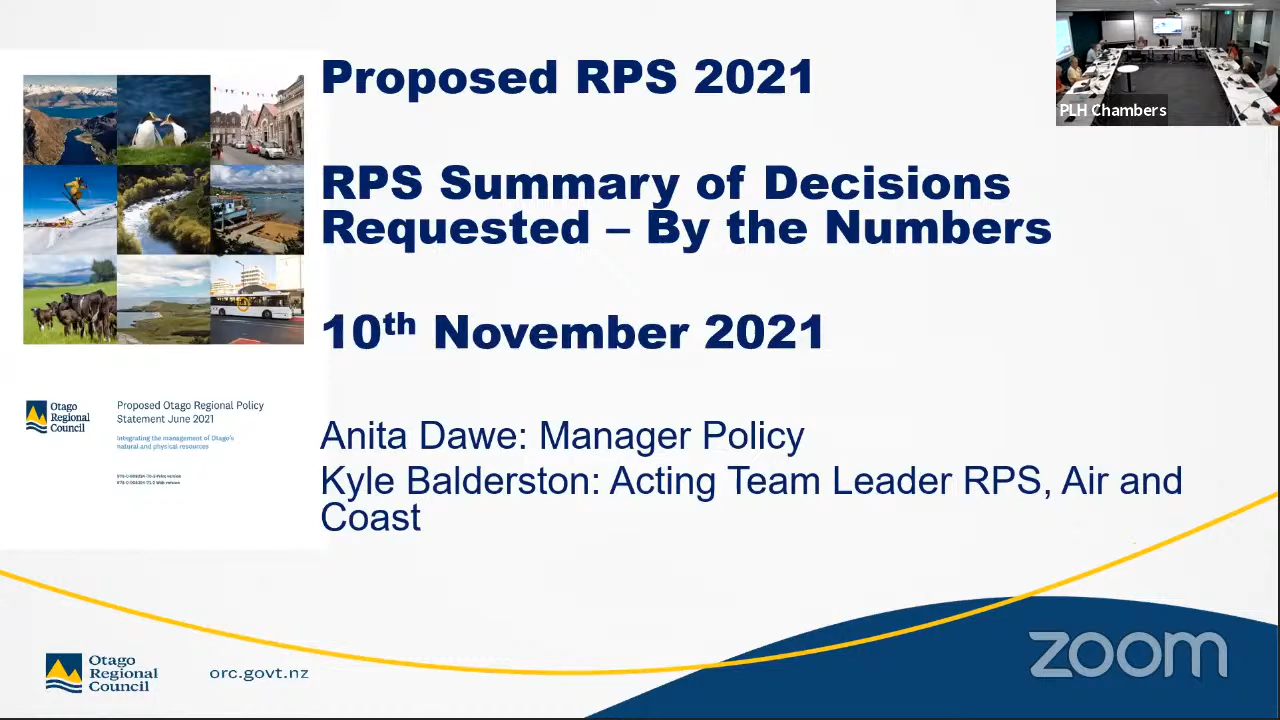 Proposed RPS 2021
RPS Summary of Decisions
Requested – By the Numbers
10th November 2021
Anita Dawe: Manager Policy
Kyle Balderston: Acting Team Leader RPS, Air and
Coast
PLH Chambers
Otago
Regional
Council
Proposed Otago Regional Policy
Statement June 2021
Integrating the management of Otago's
natural and physical resources
Otago
Regional
Council
orc.govt.nz
zoom